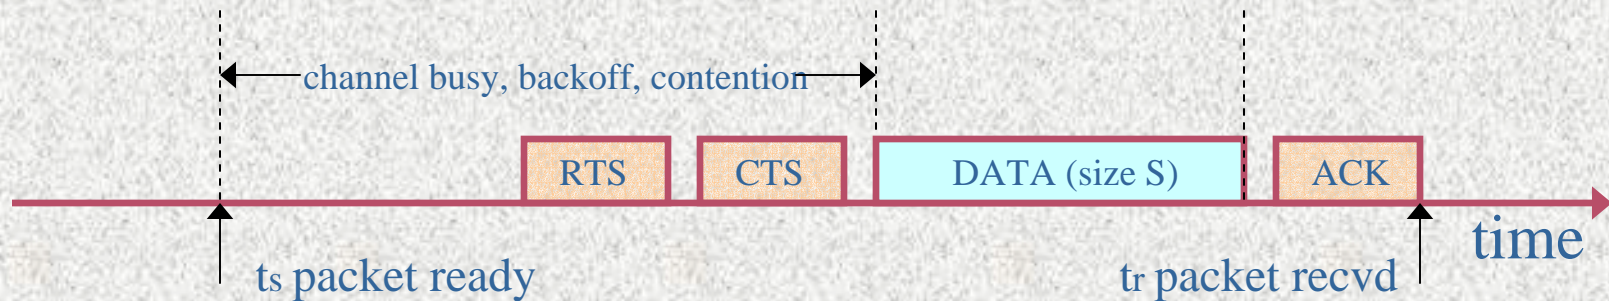 channel busy, backoff, contention
RTS
CTS
DATA (size S)
ACK
time
ts packet ready
tr packet recvd